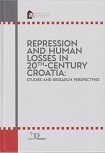 REPRESSION
AND HUMAN
LOSSES IN
20TH-CENTURY
CROATIA:
STUDIES AND RESEARCH PERSPECTIVES